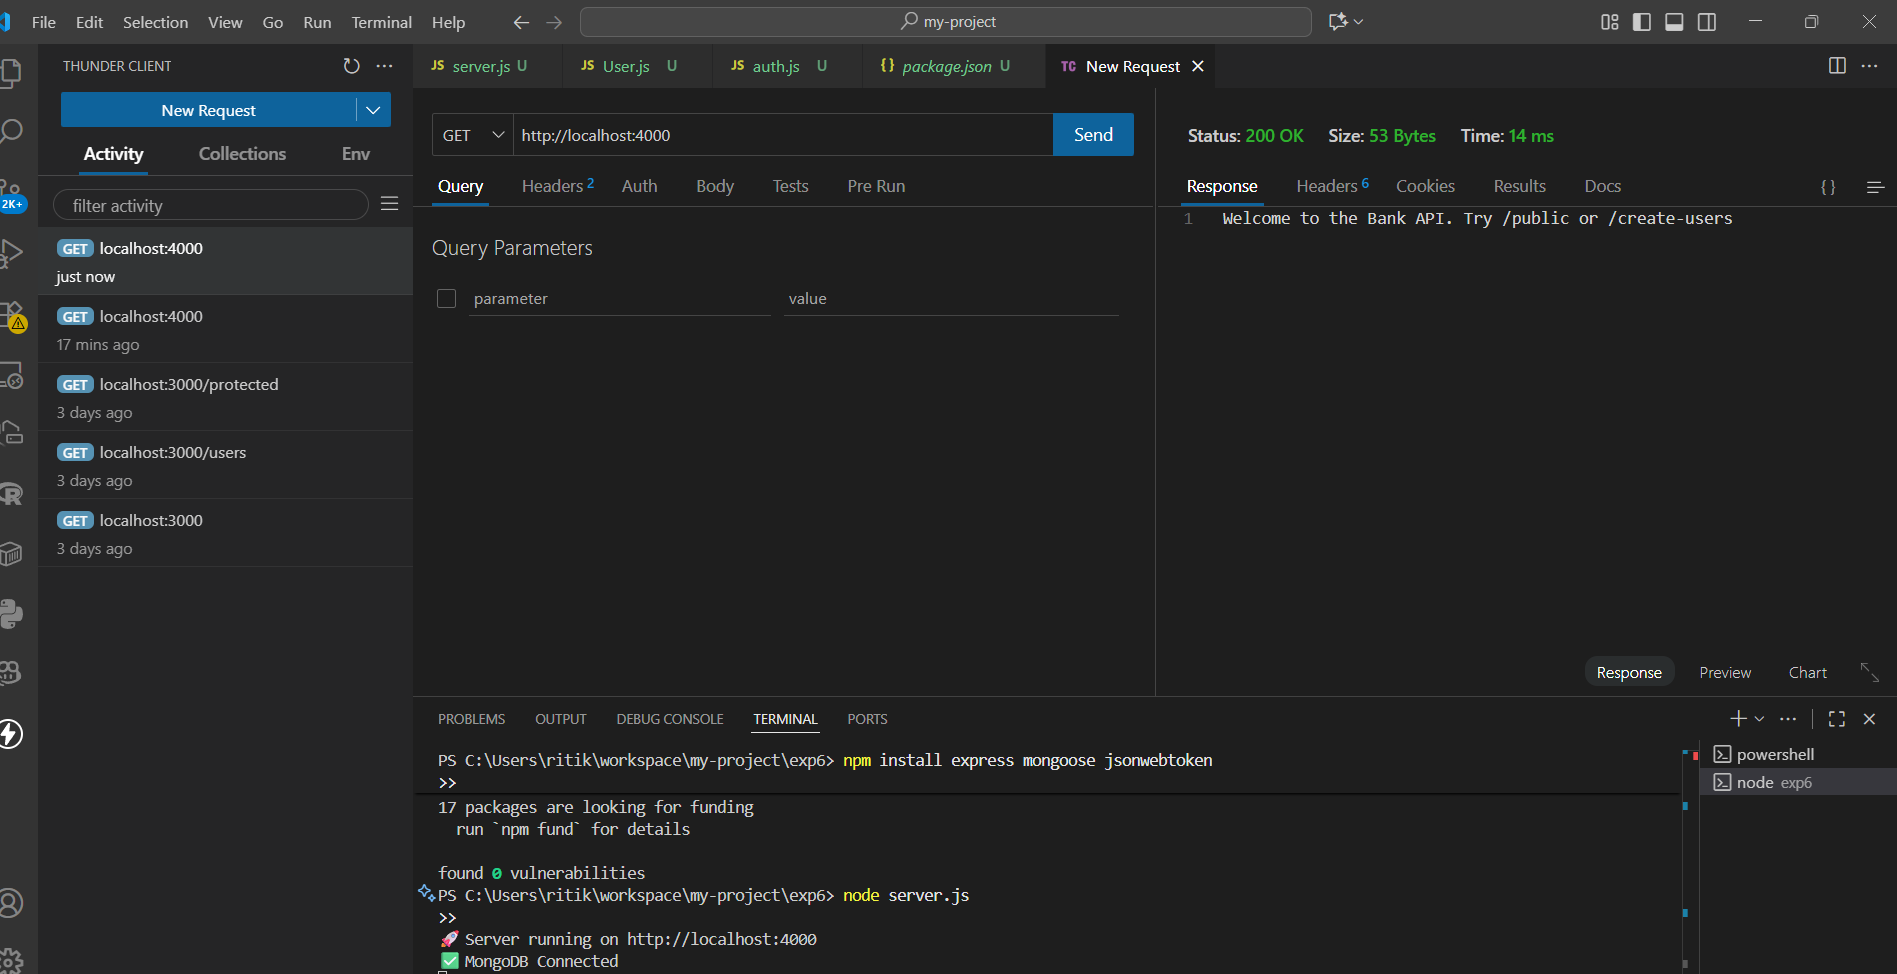 File Edit Selection View Go Run Terminal Help
my-project
THUNDER CLIENT
New Request
Activity Collections Env
filter activity
GET localhost:4000
just now
GET localhost:4000
17 mins ago
GET localhost:3000/protected
3 days ago
GET localhost:3000/users
3 days ago
GET localhost:3000
3 days ago
2K+
JS server.js U
JS User.js U
JS auth.js U
{} package.json U
TC New Request
GET http://localhost:4000 Send
Query Headers 2 Auth Body Tests Pre Run
Query Parameters
parameter value
Status: 200 OK Size: 53 Bytes Time: 14 ms
Response Headers 6 Cookies Results Docs {}
1 Welcome to the Bank API. Try /public or /create-users
Response Preview Chart
PROBLEMS OUTPUT DEBUG CONSOLE TERMINAL PORTS
PS C:\Users\ritik\workspace\my-project\exp6> npm install express mongoose jsonwebtoken
>>
17 packages are looking for funding
run `npm fund` for details
found 0 vulnerabilities
PS C:\Users\ritik\workspace\my-project\exp6> node server.js
>>
🚀 Server running on http://localhost:4000
✅ MongoDB Connected
powershell
node exp6